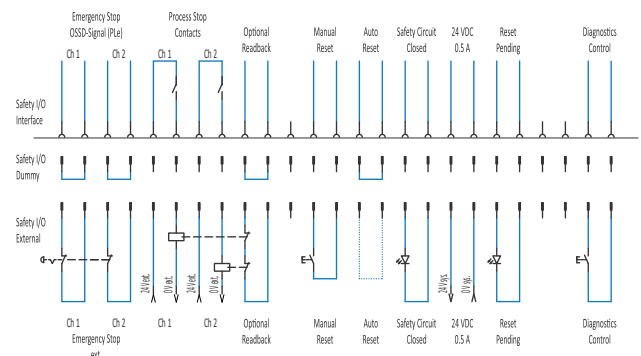 Emergency Stop
OSSD-Signal (PLe)
Ch 1 Ch 2
Process Stop
Contacts
Ch 1 Ch 2
Optional
Readback
Manual
Reset
Auto
Reset
Safety Circuit
Closed
24 VDC
0.5 A
Reset
Pending
Diagnostics
Control
Safety I/O
Interface
Safety I/O
Dummy
Safety I/O
External
24V ext.
0V ext.
24V ext.
0V ext.
24V sys.
0V sys.
Ch 1 Ch 2
Emergency Stop
ext.
Ch 1 Ch 2
Optional
Readback
Manual
Reset
Auto
Reset
Safety Circuit
Closed
24 VDC
0.5 A
Reset
Pending
Diagnostics
Control